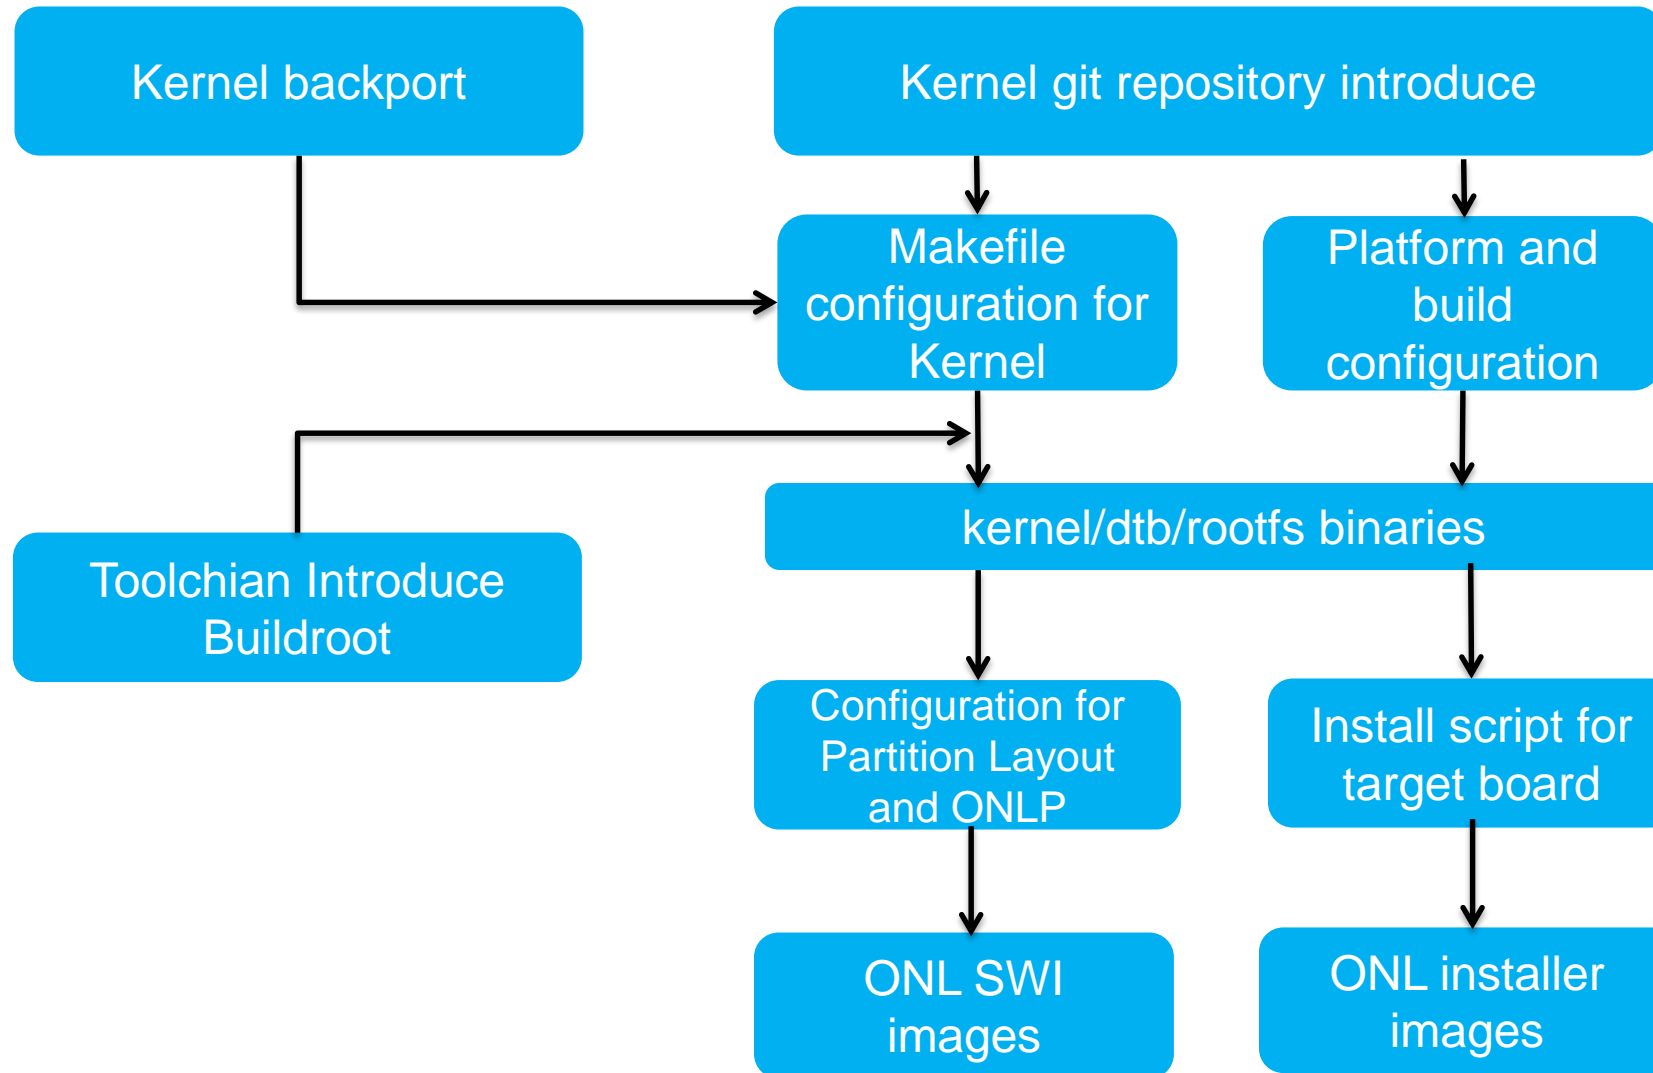 Kernel backport
Kernel git repository introduce
Makefile
configuration for
Kernel
Platform and
build
configuration
kernel/dtb/rootfs binaries
Toolchian Introduce
Buildroot
Configuration for
Partition Layout
and ONLP
Install script for
target board
ONL SWI
images
ONL installer
images